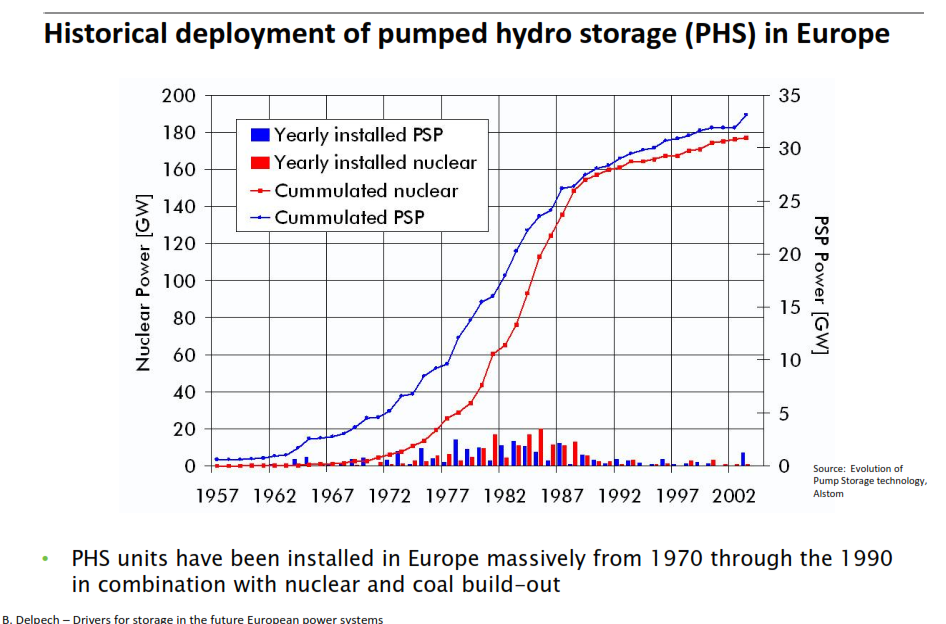 Historical deployment of pumped hydro storage (PHS) in Europe
200
180
160
140
120
100
80
60
40
20
0
Nuclear Power [GW]
Yearly installed PSP
Yearly installed nuclear
Cummulated nuclear
Cummulated PSP
35
30
25
20
15
10
5
0
PSP Power [GW]
1957 1962 1967 1972 1977 1982 1987 1992 1997 2002
Source: Evolution of
Pump Storage technology,
Alstom
• PHS units have been installed in Europe massively from 1970 through the 1990
in combination with nuclear and coal build-out
B. Delpech – Drivers for storage in the future European power systems